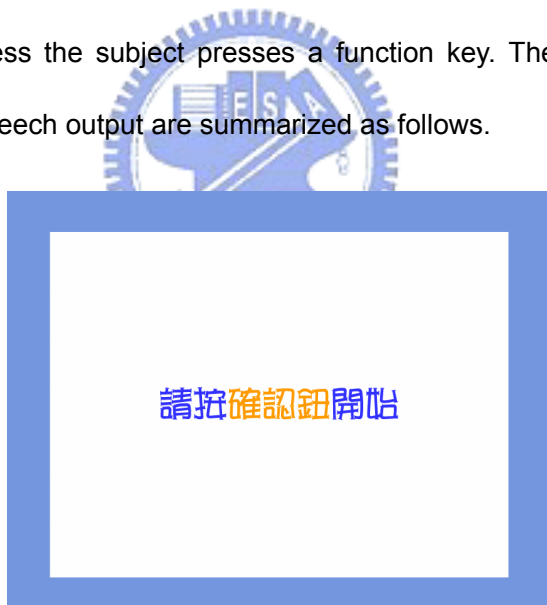 ess the subject presses a function key. The
eech output are summarized as follows.
ESA
請按確認鈕開始